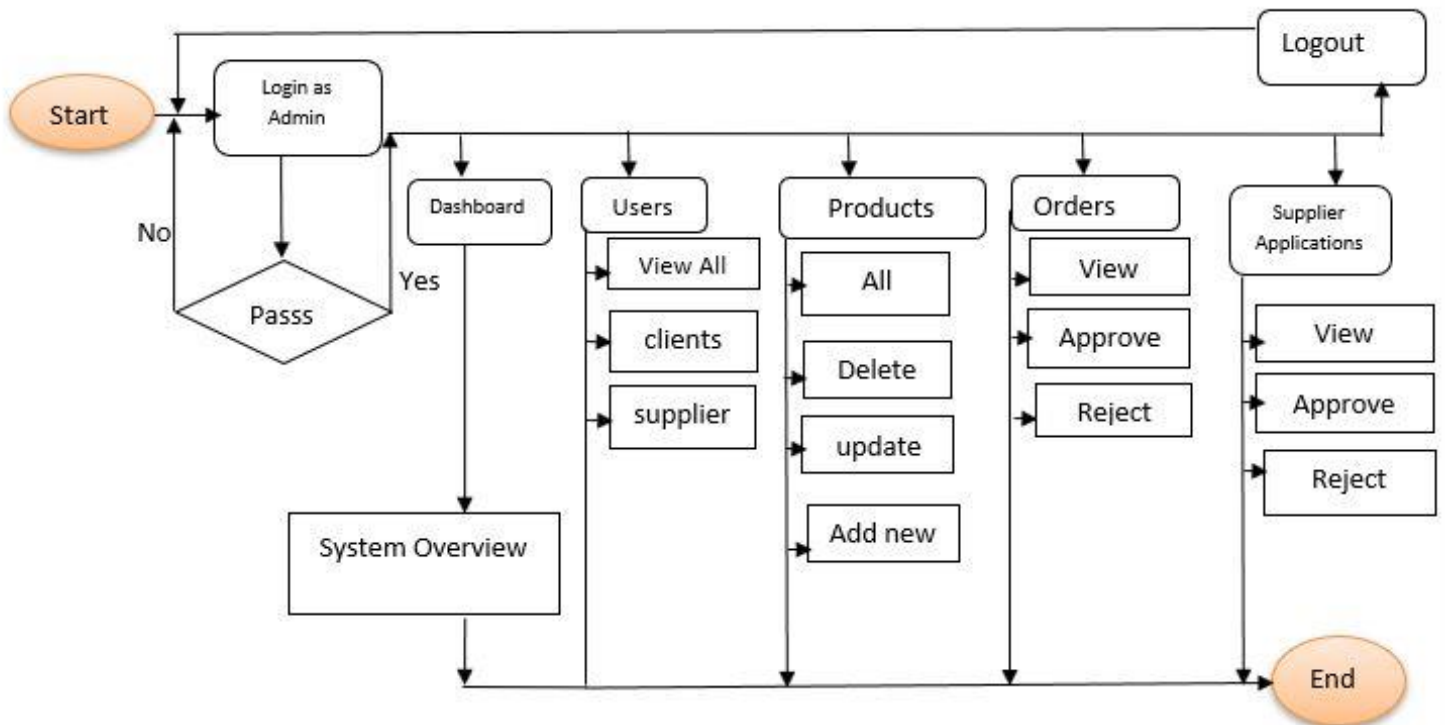 Logout
Start
Login as
Admin
No
Yes
Passs
Dashboard
System Overview
Users
View All
clients
supplier
Products
All
Delete
update
Add new
Orders
View
Approve
Reject
Supplier
Applications
View
Approve
Reject
End